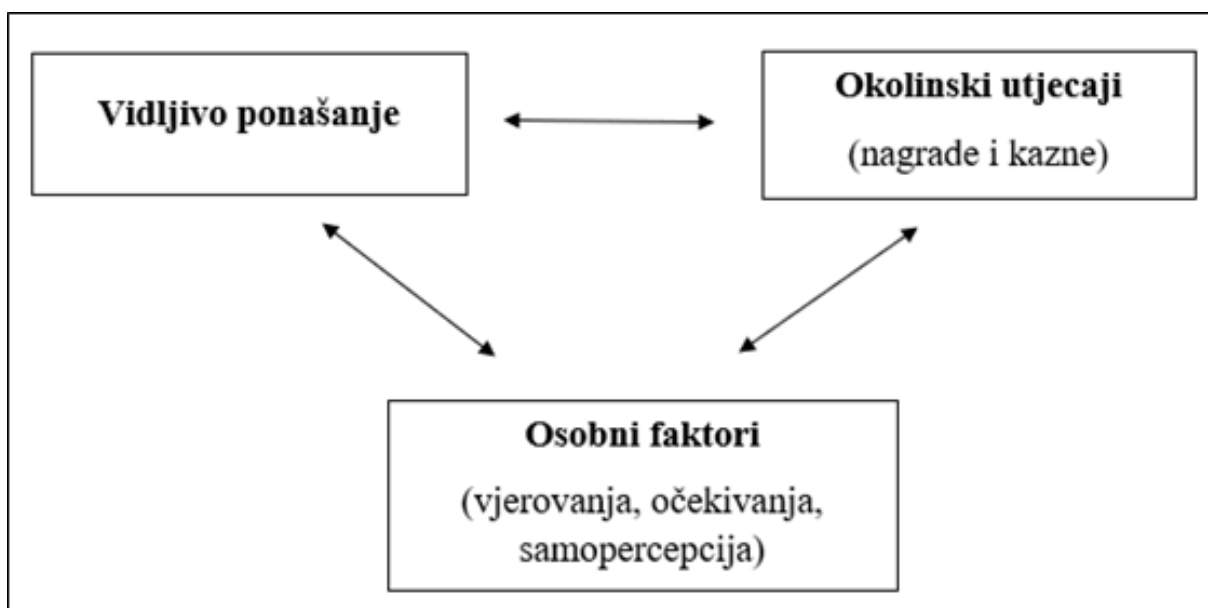 Vidljivo ponašanje
Okolinski utjecaji
(nagrade i kazne)
Osobni faktori
(vjerovanja, očekivanja,
samopercepcija)